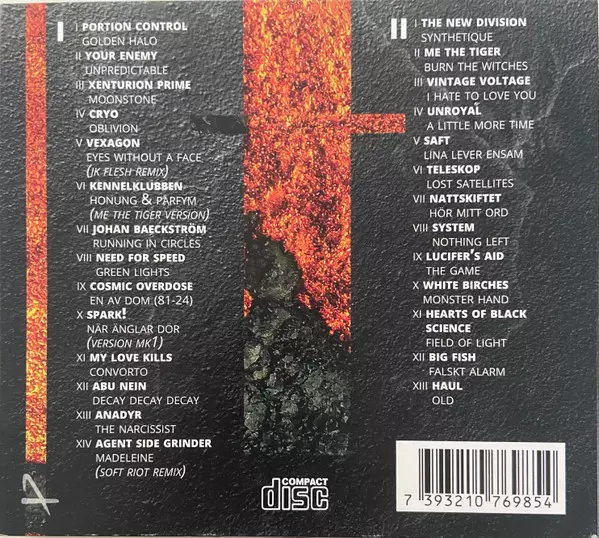 I
I PORTION CONTROL
GOLDEN HALO
II YOUR ENEMY
UNPREDICTABLE
III XENTURION PRIME
MOONSTONE
IV CRYO
OBLIVION
V VEXAGON
EYES WITHOUT A FACE
(JK FLESH REMIX)
VI KENNELKLUBBEN
HONUNG & PARFYM
(ME THE TIGER VERSION)
VII JOHAN BAECKSTRÖM
RUNNING IN CIRCLES
VIII NEED FOR SPEED
GREEN LIGHTS
IX COSMIC OVERDOSE
EN AV DOM (81-24)
X SPARK!
NÄR ÄNGLAR DÖR
(VERSION MK1)
XI MY LOVE KILLS
CONVORTO
XII ABU NEIN
DECAY DECAY DECAY
XIII ANADYR
THE NARCISSIST
XIV AGENT SIDE GRINDER
MADELEINE
(SOFT RIOT REMIX)
II
I THE NEW DIVISION
SYNTHETIQUE
II ME THE TIGER
BURN THE WITCHES
III VINTAGE VOLTAGE
I HATE TO LOVE YOU
IV UNROYAL
A LITTLE MORE TIME
V SAFT
LINA LEVER ENSAM
VI TELESKOP
LOST SATELLITES
VII NATTSKIFTET
HÖR MITT ORD
VIII SYSTEM
NOTHING LEFT
IX LUCIFER'S AID
THE GAME
X WHITE BIRCHES
MONSTER HAND
XI HEARTS OF BLACK
SCIENCE
FIELD OF LIGHT
XII BIG FISH
FALSKT ALARM
XIII HAUL
OLD
COMPACT
disc
7 393210 769854